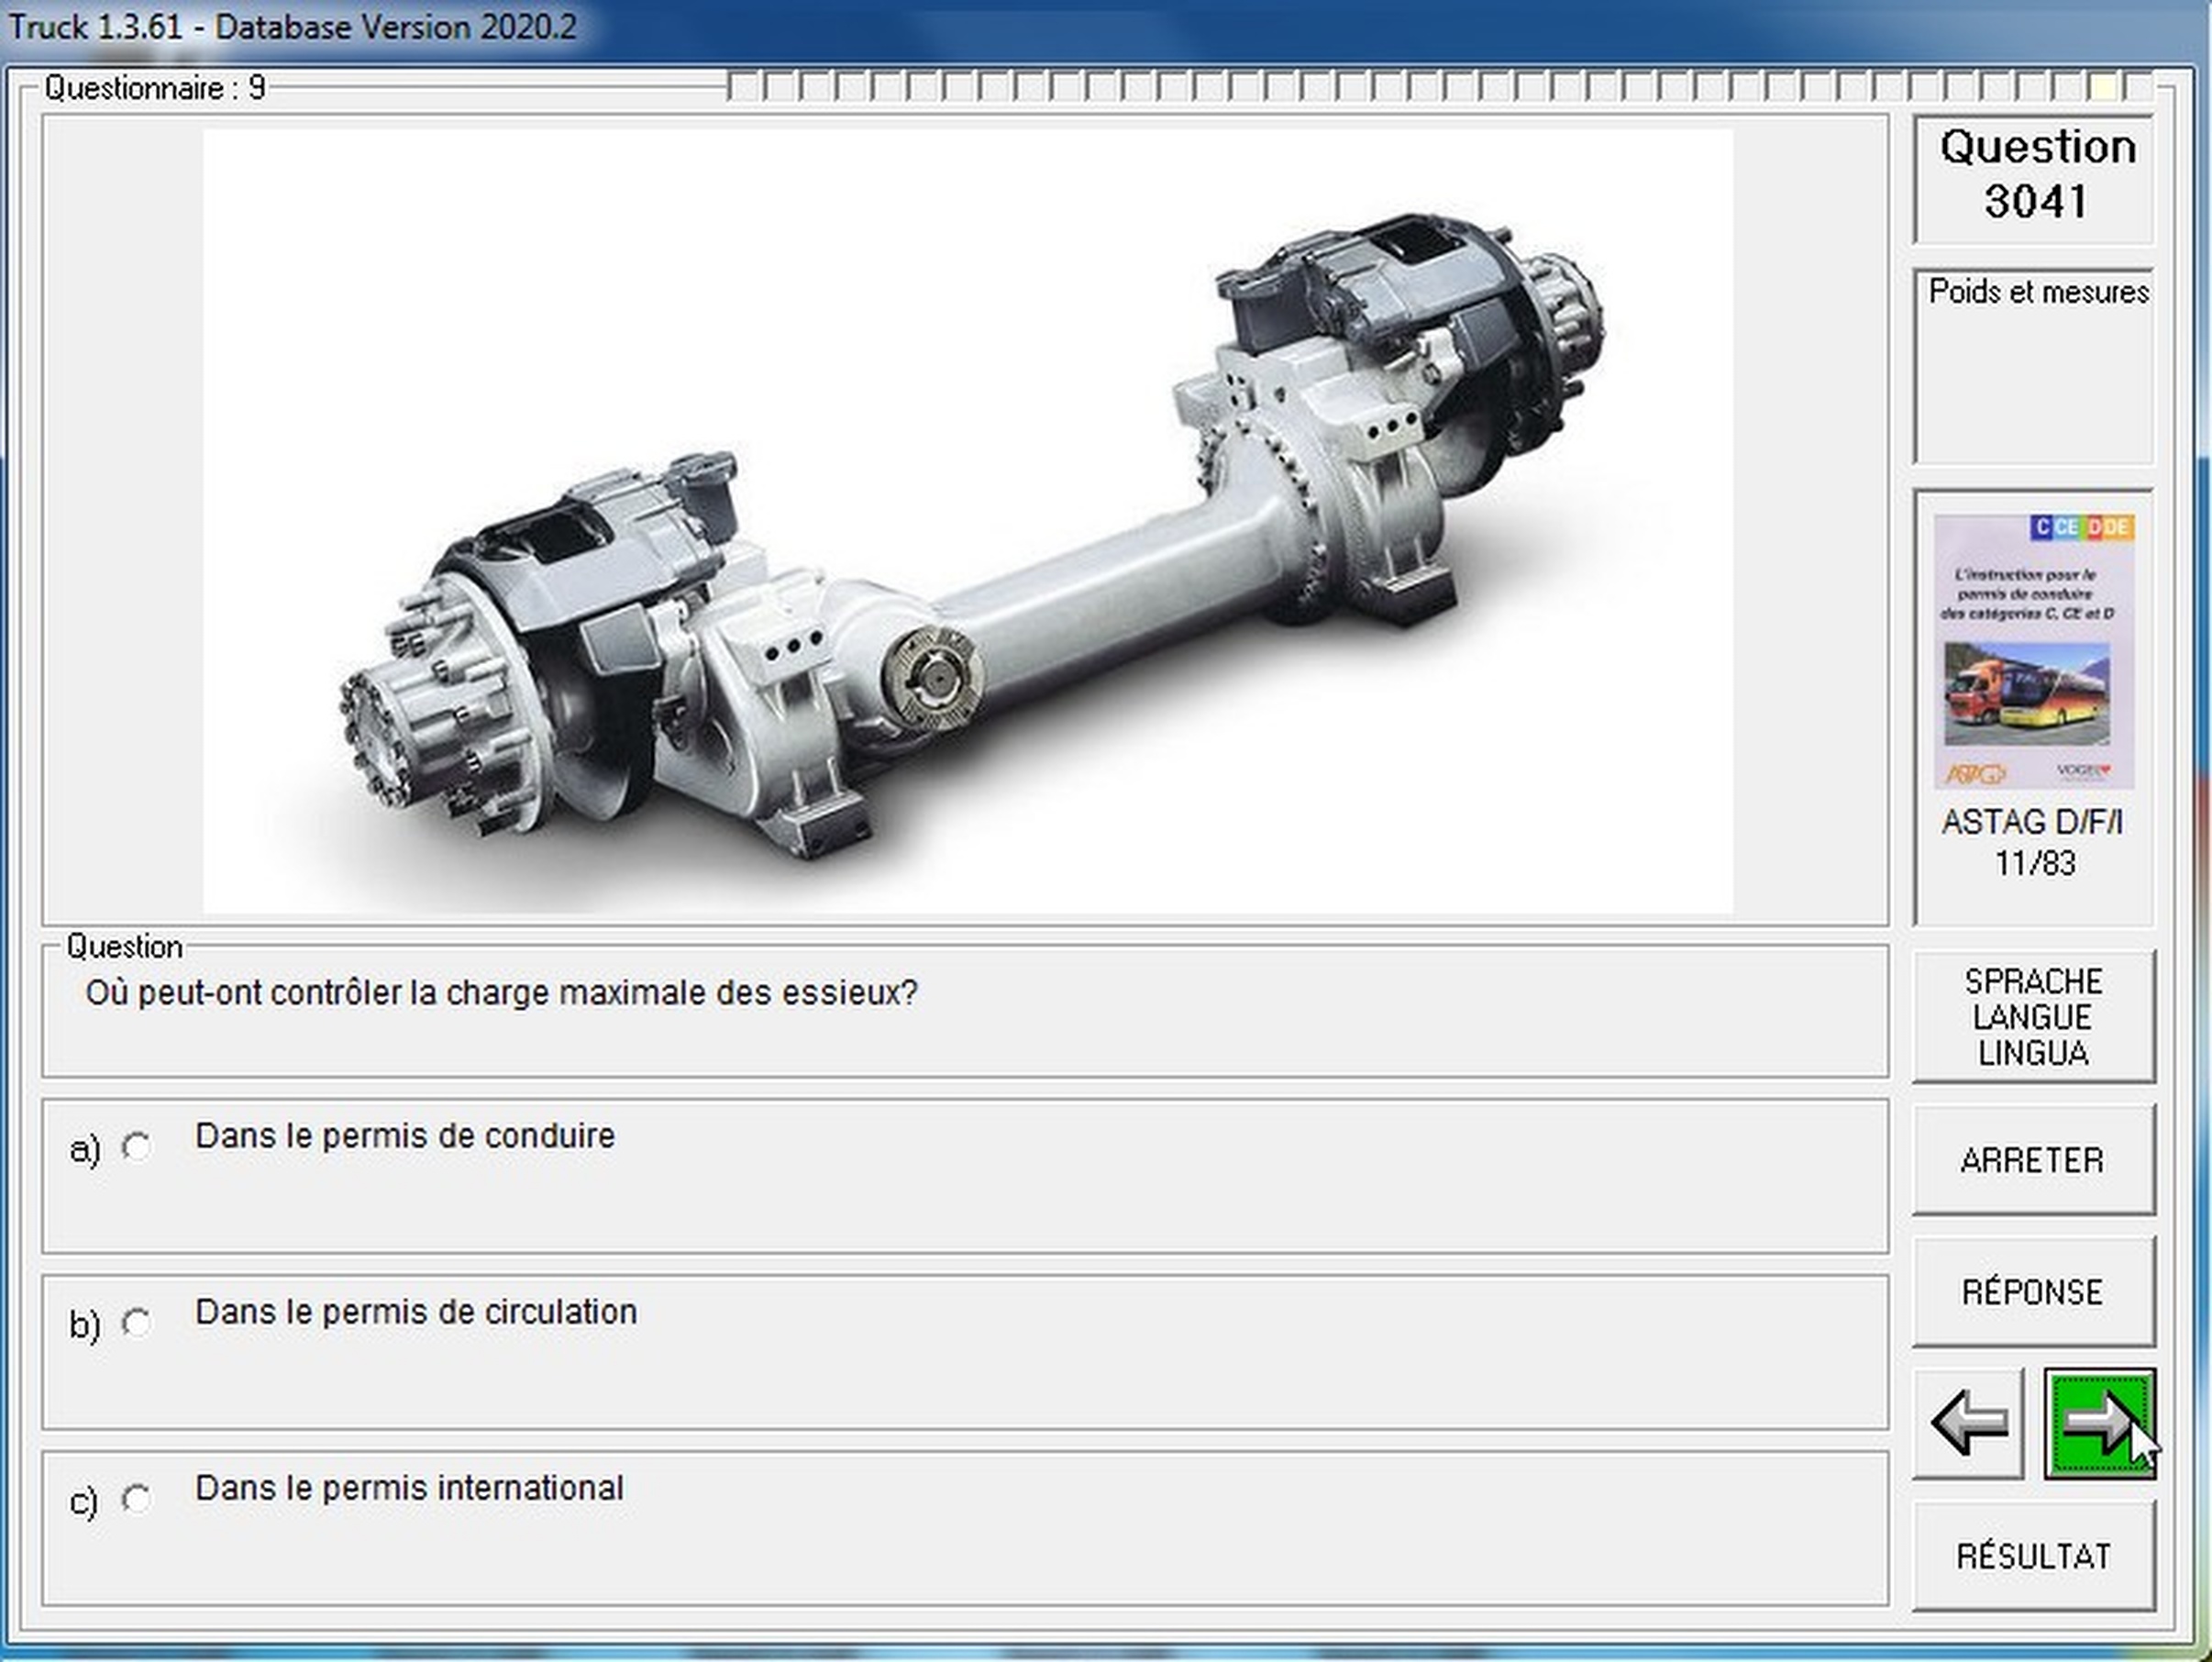 Truck 1.3.61 - Database Version 2020.2
Questionnaire : 9
Question
3041
Poids et mesures
C CE D DE
L'instruction pour le
permis de conduire
des catégories C, CE et D
ASTAG
VOGEL
ASTAG D/F/I
11/83
Question
Où peut-ont contrôler la charge maximale des essieux?
a) Dans le permis de conduire
b) Dans le permis de circulation
c) Dans le permis international
SPRACHE
LANGUE
LINGUA
ARRETER
RÉPONSE
RÉSULTAT